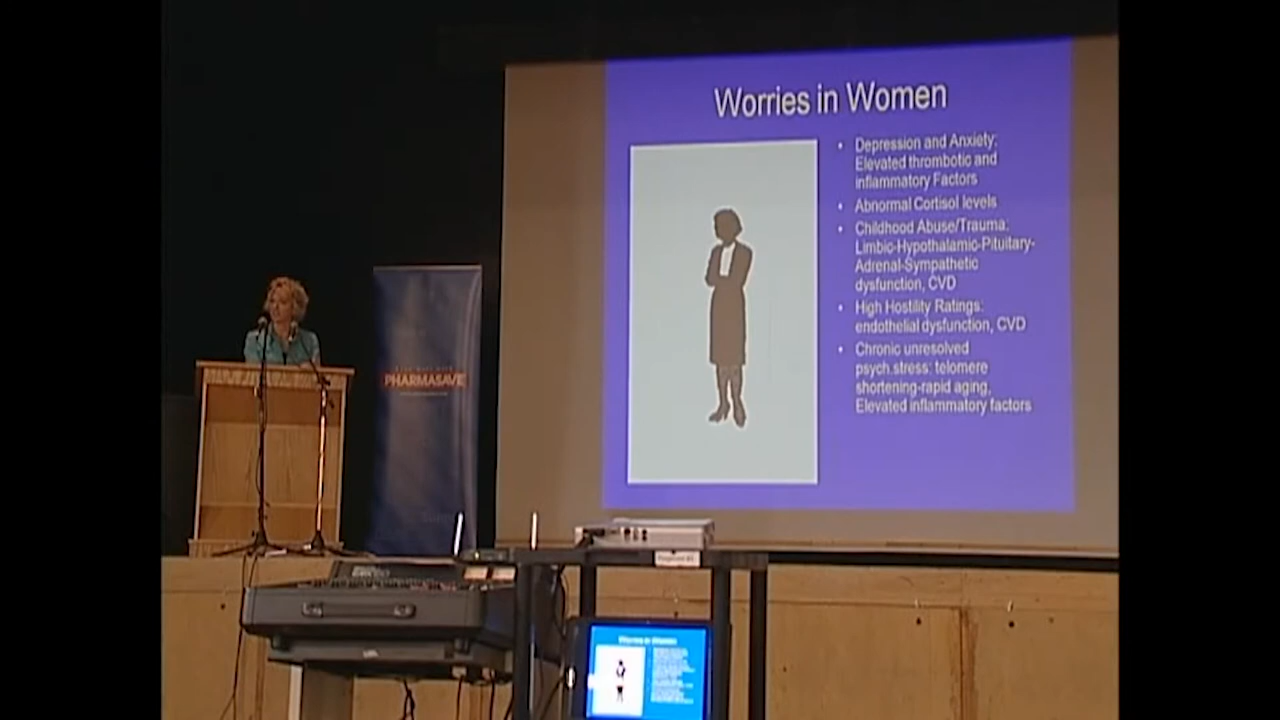 Worries in Women
• Depression and Anxiety:
Elevated thrombotic and
inflammatory Factors
• Abnormal Cortisol levels
• Childhood Abuse/Trauma:
Limbic-Hypothalamic-Pituitary-
Adrenal-Sympathetic
dysfunction, CVD
• High Hostility Ratings:
endothelial dysfunction, CVD
• Chronic unresolved
psych.stress: telomere
shortening-rapid aging,
Elevated inflammatory factors
PHARMASAVE
Worries in Women